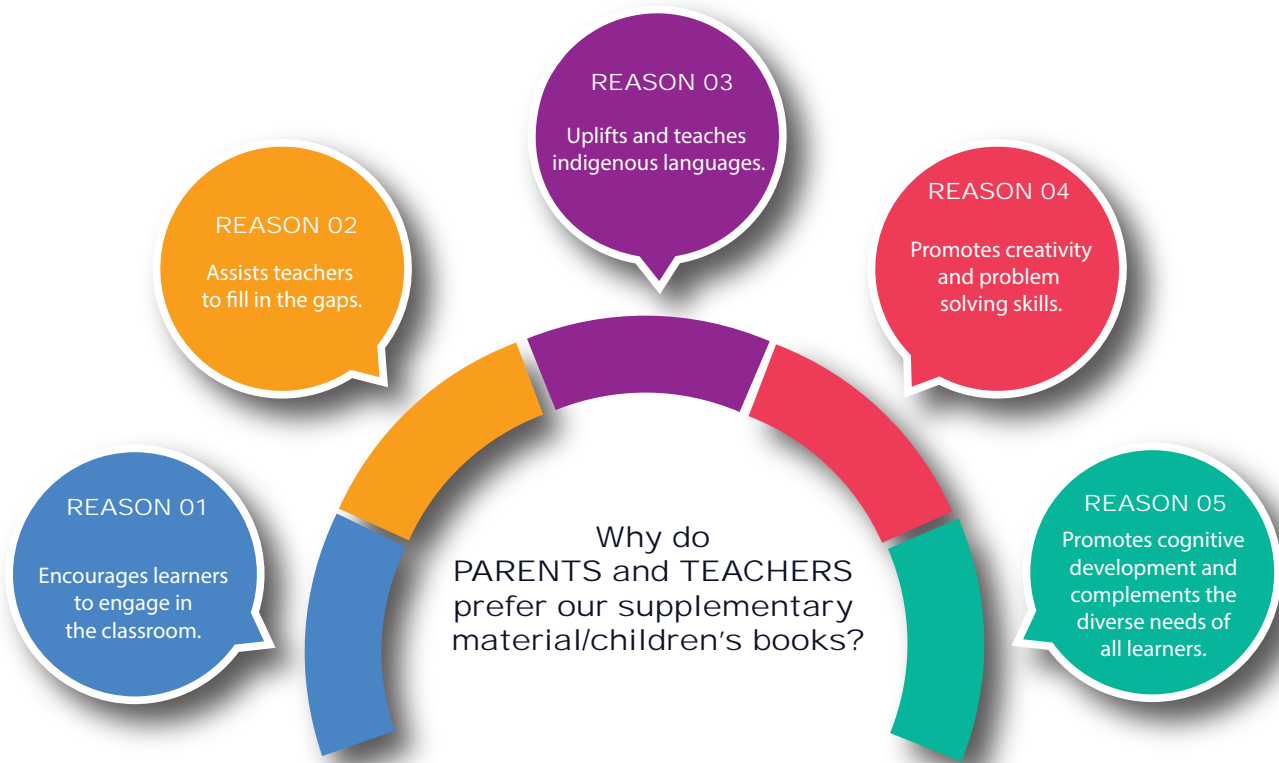 REASON 01
Encourages learners
to engage in
the classroom.
REASON 02
Assists teachers
to fill in the gaps.
REASON 03
Uplifts and teaches
indigenous languages.
REASON 04
Promotes creativity
and problem
solving skills.
REASON 05
Promotes cognitive
development and
complements the
diverse needs of
all learners.
Why do
PARENTS and TEACHERS
prefer our supplementary
material/children's books?